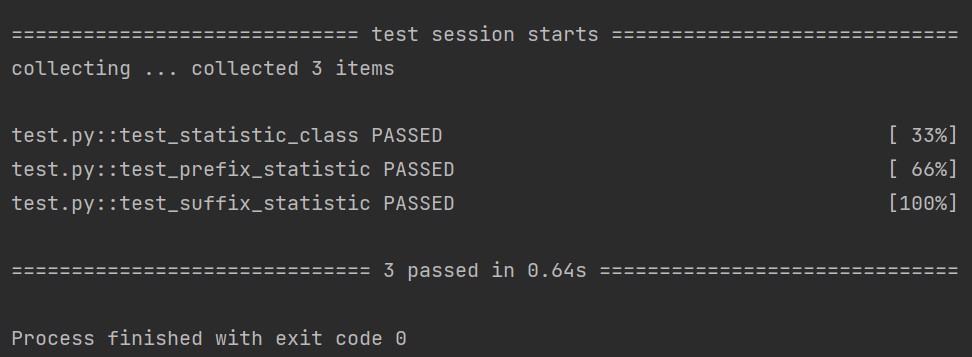 ============================= test session starts =============================
collecting ... collected 3 items
test.py::test_statistic_class PASSED [ 33%]
test.py::test_prefix_statistic PASSED [ 66%]
test.py::test_suffix_statistic PASSED [100%]
============================== 3 passed in 0.64s ==============================
Process finished with exit code 0